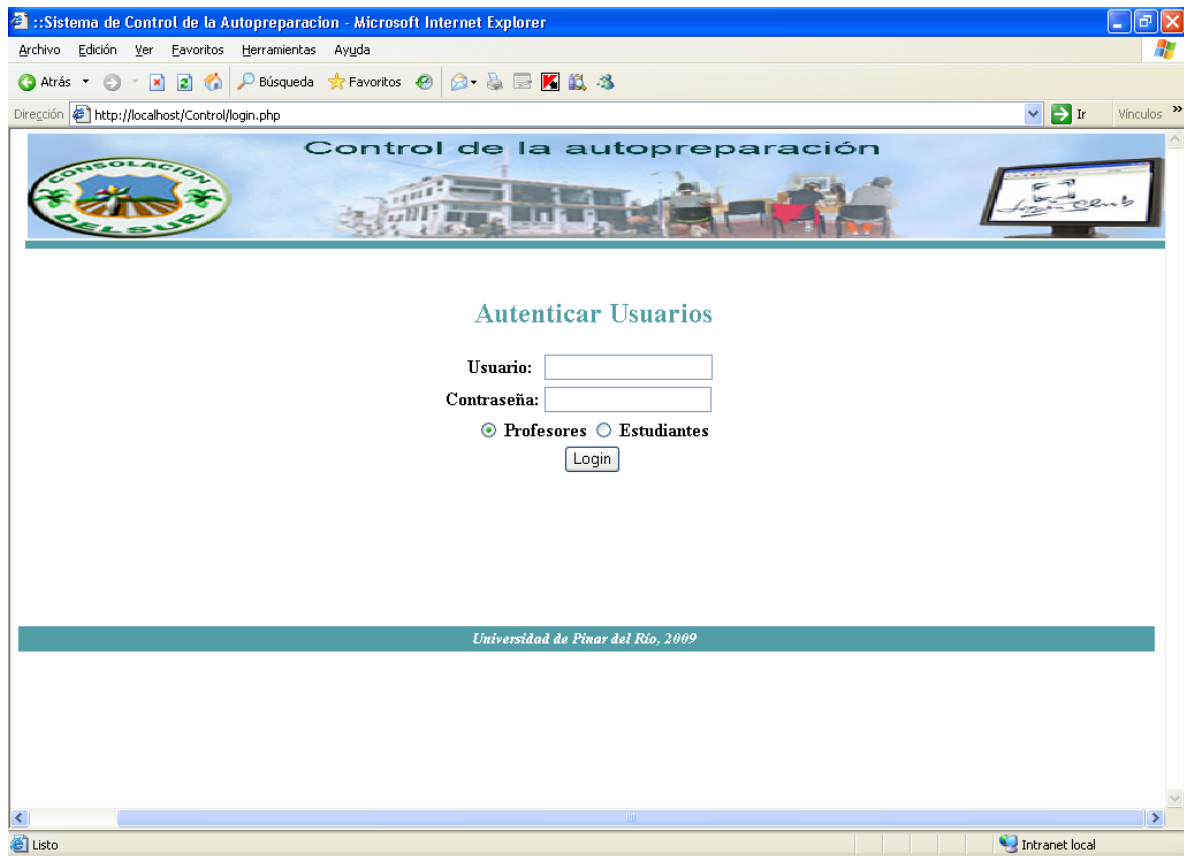 ::Sistema de Control de la Autopreparacion - Microsoft Internet Explorer
Archivo Edición Ver Favoritos Herramientas Ayuda
Atrás Búsqueda Favoritos
Dirección http://localhost/Control/login.php Ir Vínculos »
Control de la autopreparación
CONSOLACION
DEL SUR
Autenticar Usuarios
Usuario:
Contraseña:
Profesores Estudiantes
Login
Universidad de Pinar del Río, 2009
Listo Intranet local